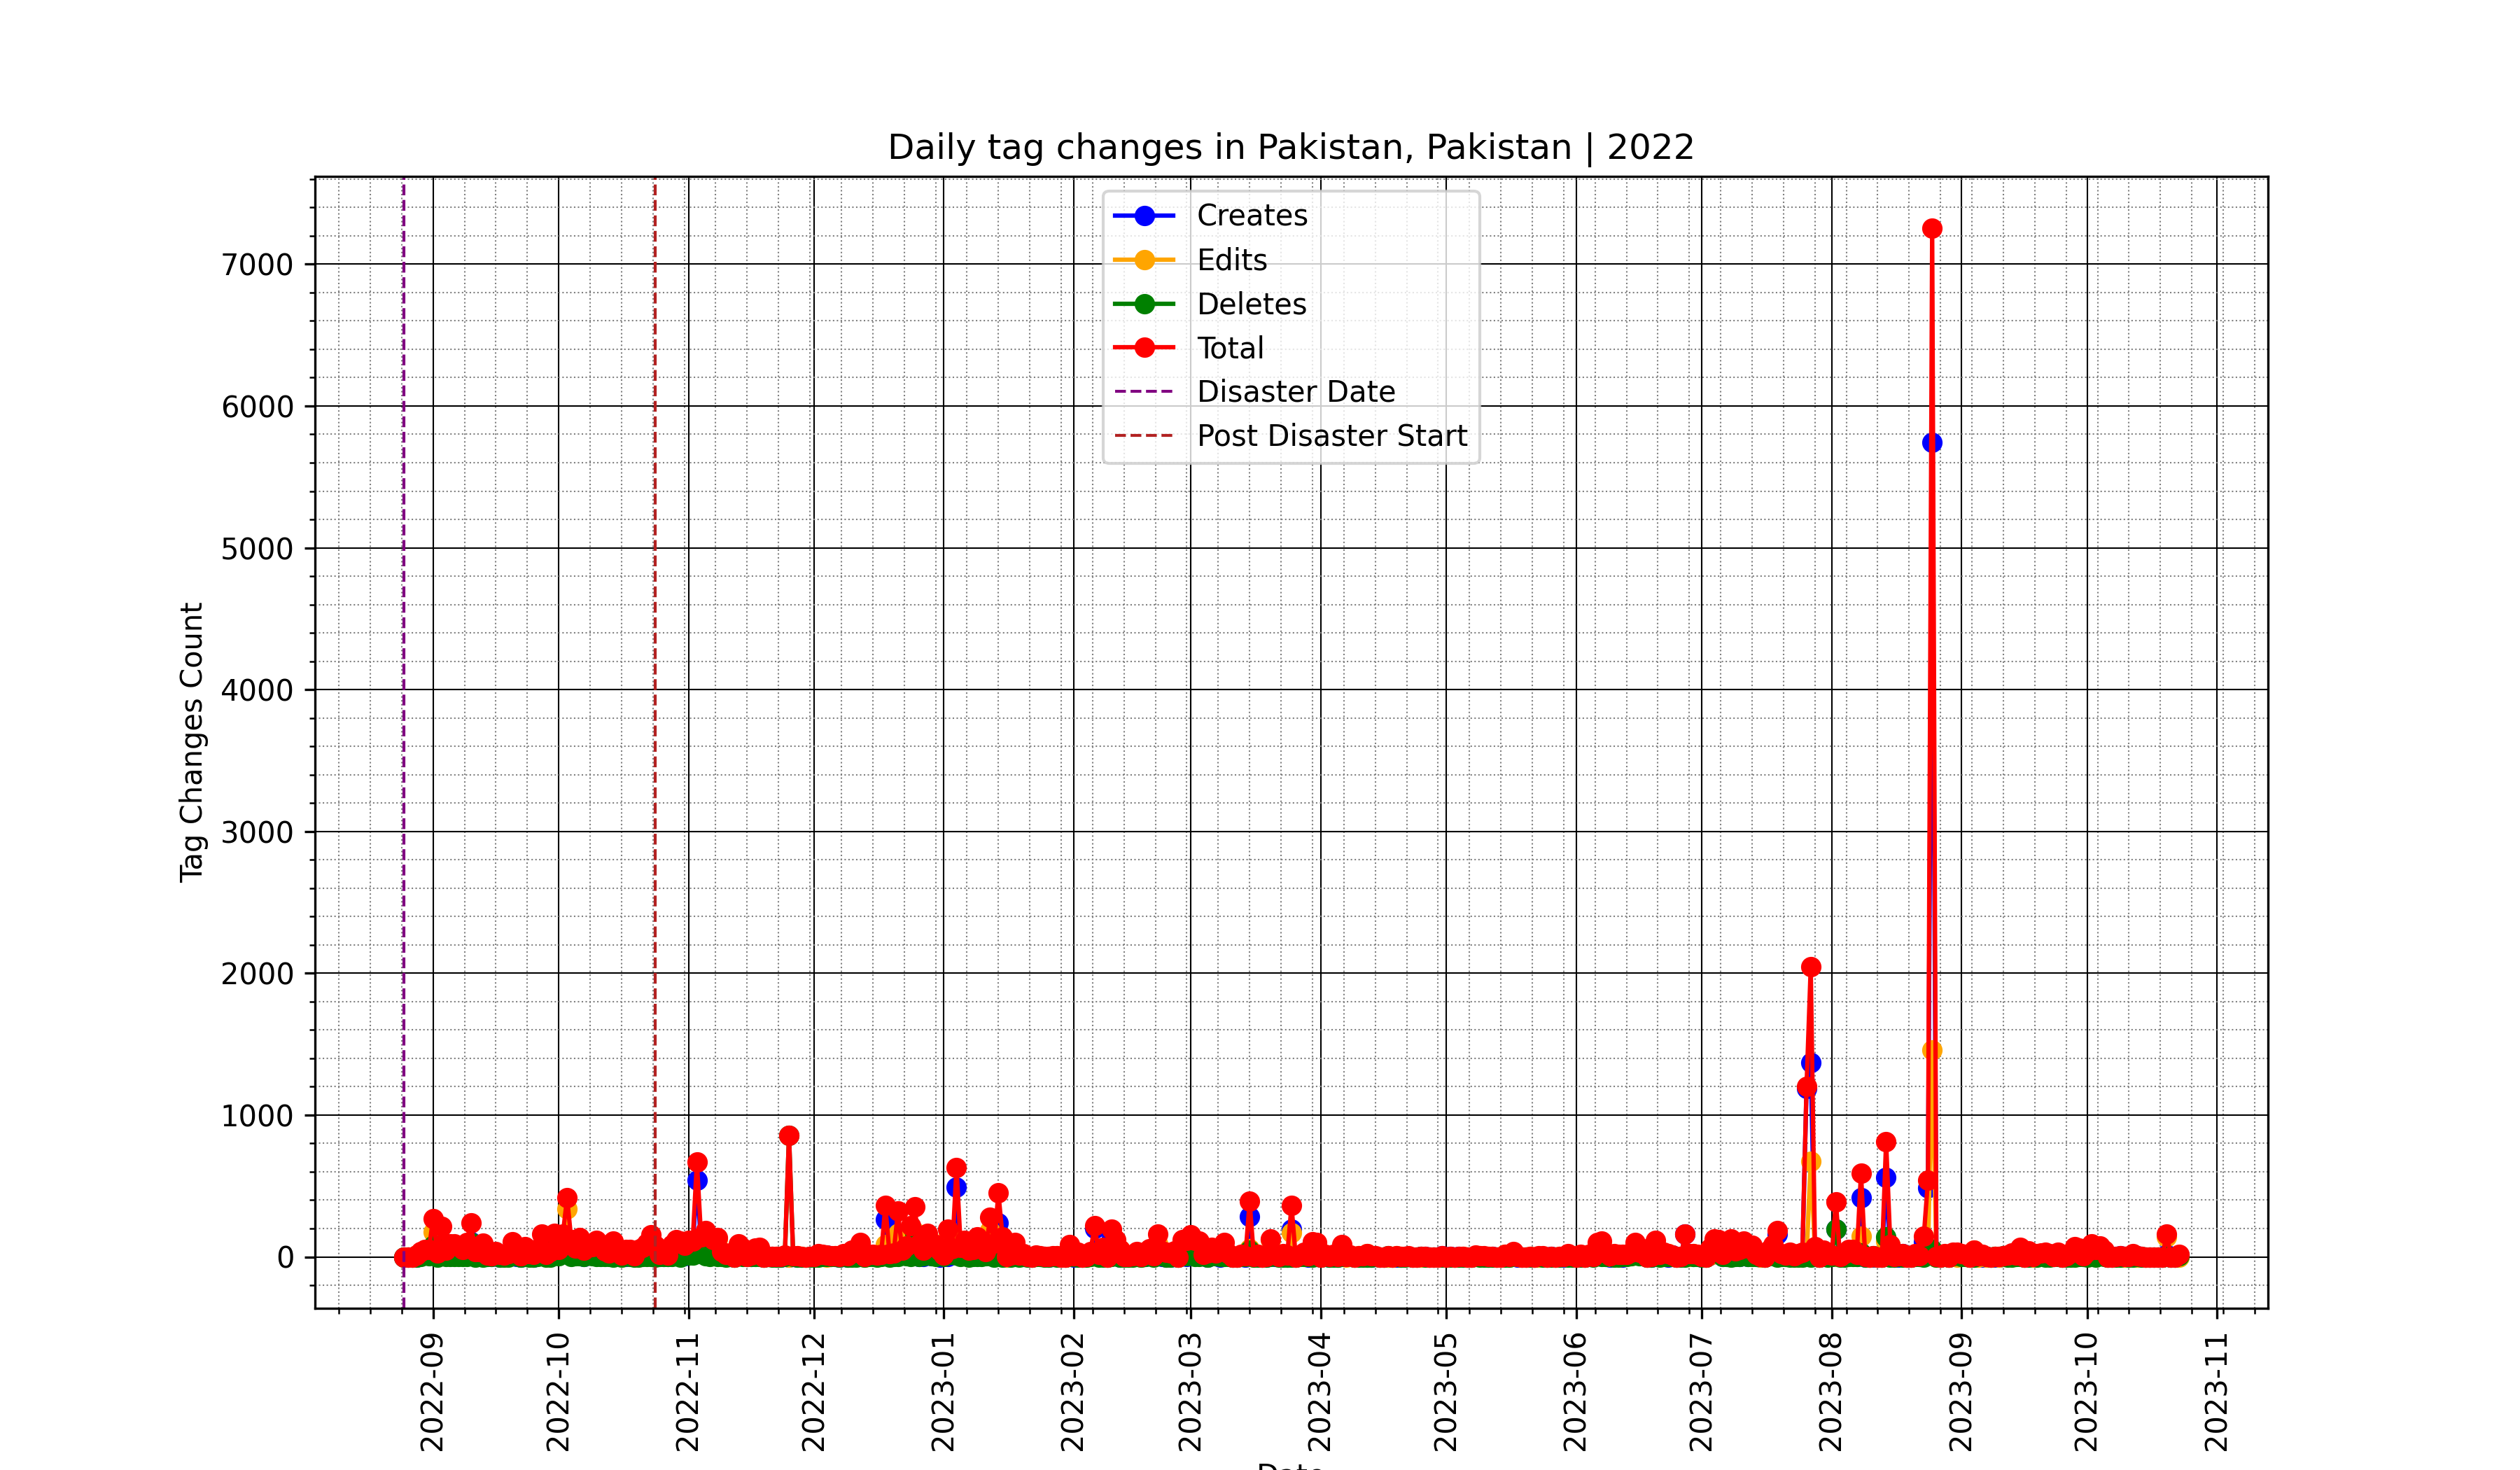 Daily tag changes in Pakistan, Pakistan | 2022
Creates
Edits
Deletes
Total
Disaster Date
Post Disaster Start
Tag Changes Count
7000
6000
5000
4000
3000
2000
1000
0
2022-09
2022-10
2022-11
2022-12
2023-01
2023-02
2023-03
2023-04
2023-05
2023-06
2023-07
2023-08
2023-09
2023-10
2023-11
Date